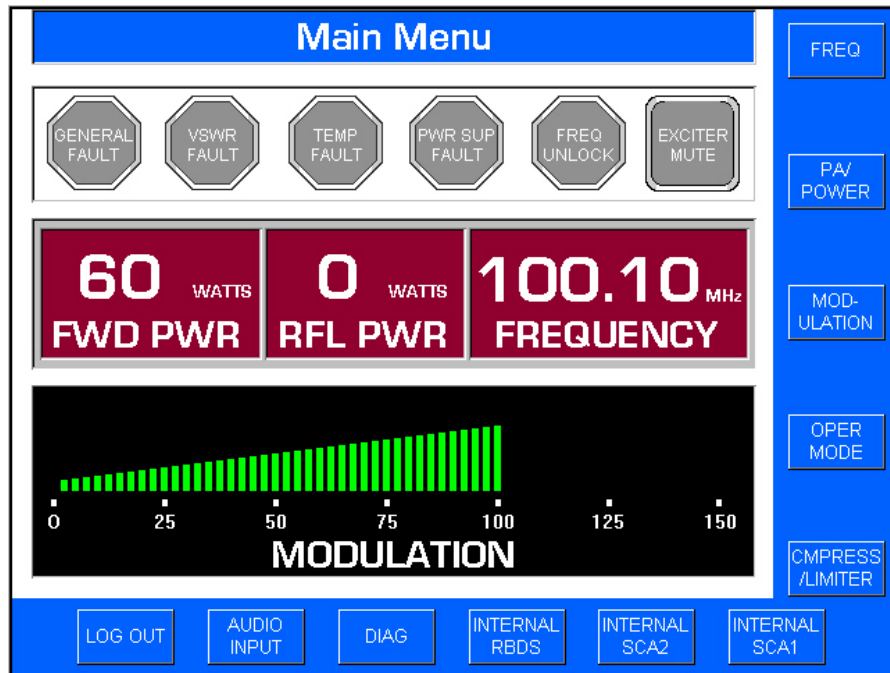 Main Menu
FREQ
GENERAL
FAULT
VSWR
FAULT
TEMP
FAULT
PWR SUP
FAULT
FREQ
UNLOCK
EXCITER
MUTE
PA/
POWER
60 WATTS
FWD PWR
0 WATTS
RFL PWR
100.10 MHz
FREQUENCY
MOD-
ULATION
0 25 50 75 100 125 150
MODULATION
OPER
MODE
CMPRESS
/LIMITER
LOG OUT
AUDIO
INPUT
DIAG
INTERNAL
RBDS
INTERNAL
SCA2
INTERNAL
SCA1